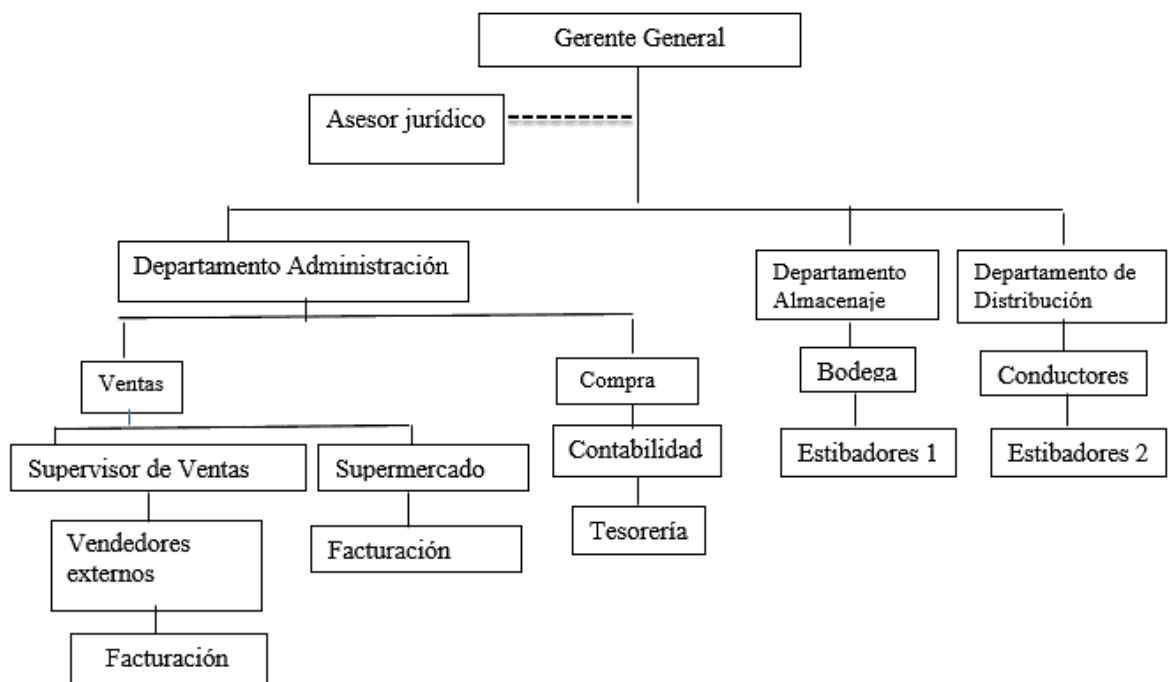 Gerente General
Asesor jurídico
Departamento Administración
Departamento
Almacenaje
Departamento de
Distribución
Ventas
Compra
Bodega
Conductores
Supervisor de Ventas
Supermercado
Contabilidad
Estibadores 1
Estibadores 2
Vendedores
externos
Facturación
Tesorería
Facturación